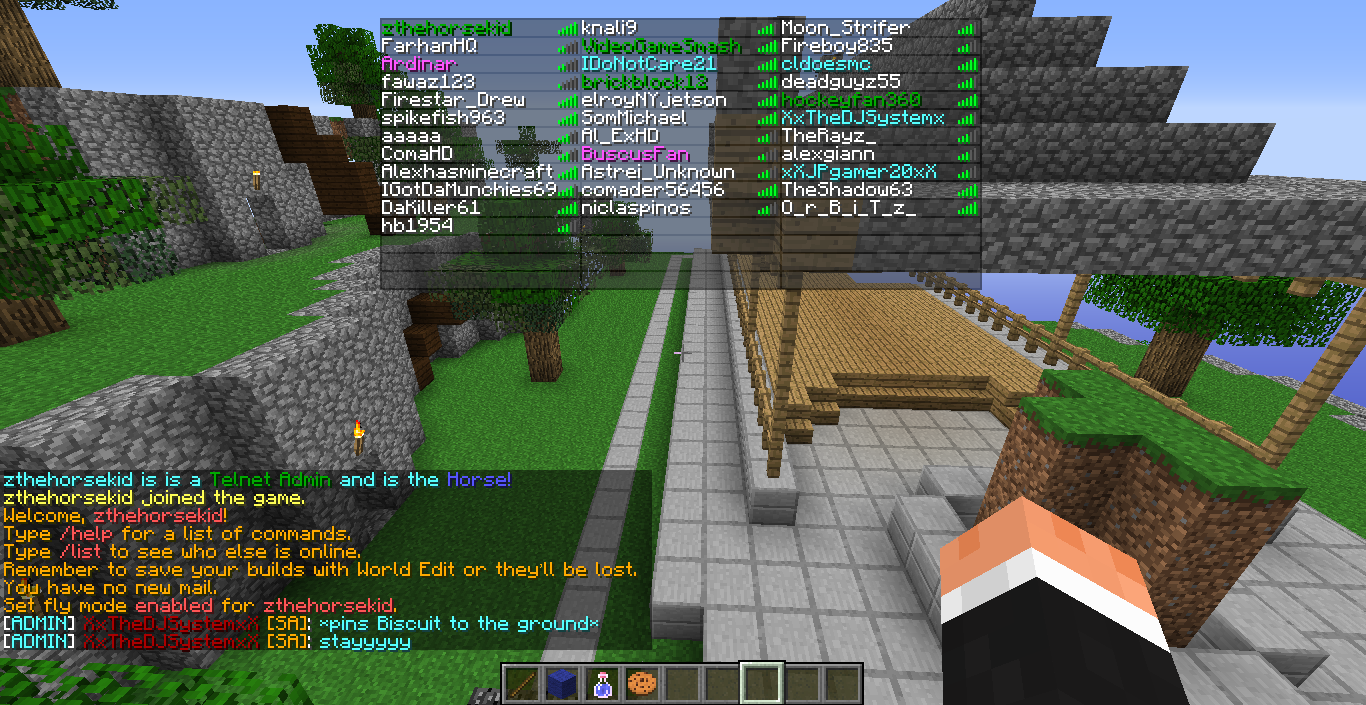 zthehorsekid knali9 Moon_Strifer
FarhanHQ VideoGameSmash Fireboy835
Ardinar IDoNotCare21 cldoesmc
fawaz123 brickblock12 deadguyz55
Firestar_Drew elroyNYjetson hockeyfan360
spikefish963 SomMichael XxTheDJSystemx
aaaaa Al_ExHD TheRayz_
ComaHD BuscusFan alexgiann
Alexhasminecraft Astrei_Unknown xXJPgamer20xX
IGotDaMunchies69 comader56456 TheShadow63
DaKiller61 niclaspinos O_r_B_i_T_z_
hb1954
zthehorsekid is is a Telnet Admin and is the Horse!
zthehorsekid joined the game.
Welcome, zthehorsekid!
Type /help for a list of commands.
Type /list to see who else is online.
Remember to save your builds with World Edit or they'll be lost.
You have no new mail.
Set fly mode enabled for zthehorsekid.
[ADMIN] XxTheDJSystemxX [SA]: *pins Biscuit to the ground*
[ADMIN] XxTheDJSystemxX [SA]: stayyyyy